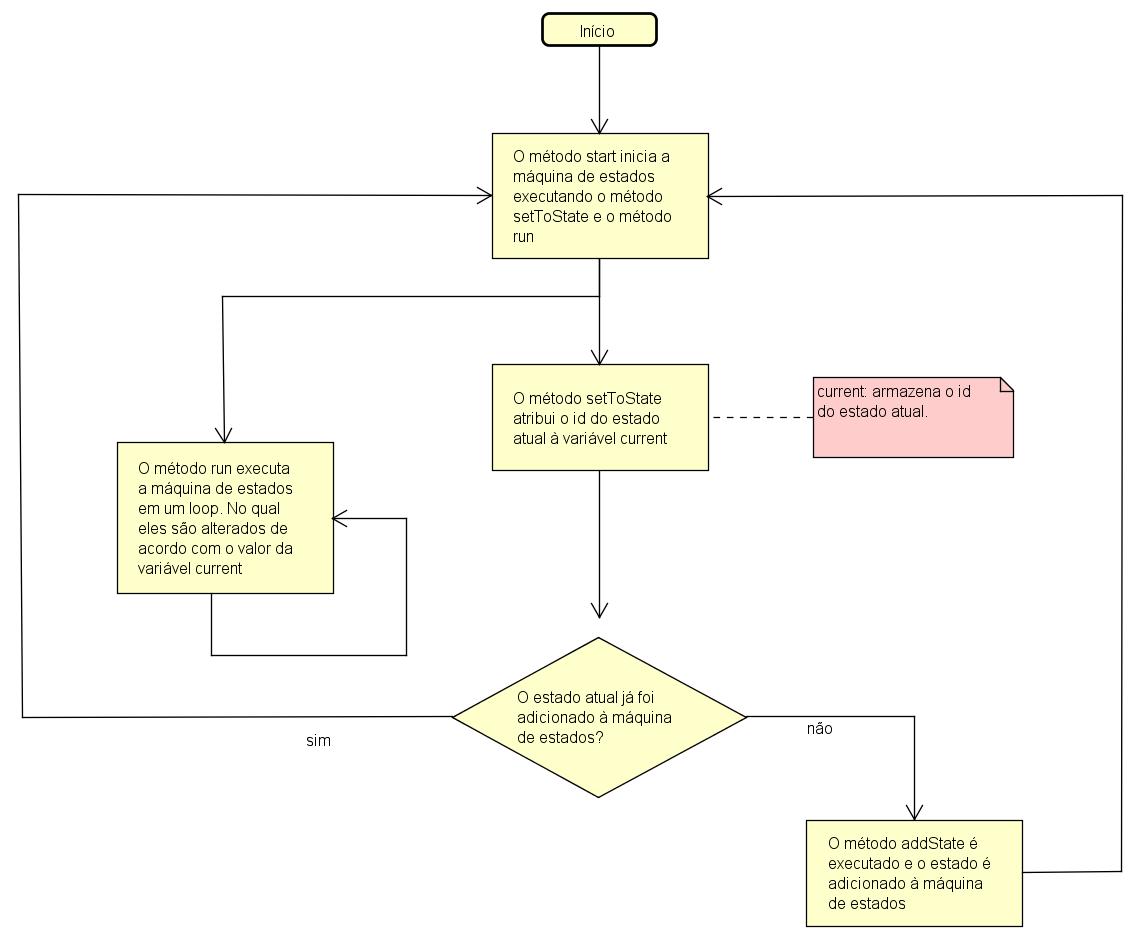 Início
O método start inicia a
máquina de estados
executando o método
setToState e o método
run
O método setToState
atribui o id do estado
atual à variável current
current: armazena o id
do estado atual.
O método run executa
a máquina de estados
em um loop. No qual
eles são alterados de
acordo com o valor da
variável current
O estado atual já foi
adicionado à máquina
de estados?
sim
não
O método addState é
executado e o estado é
adicionado à máquina
de estados